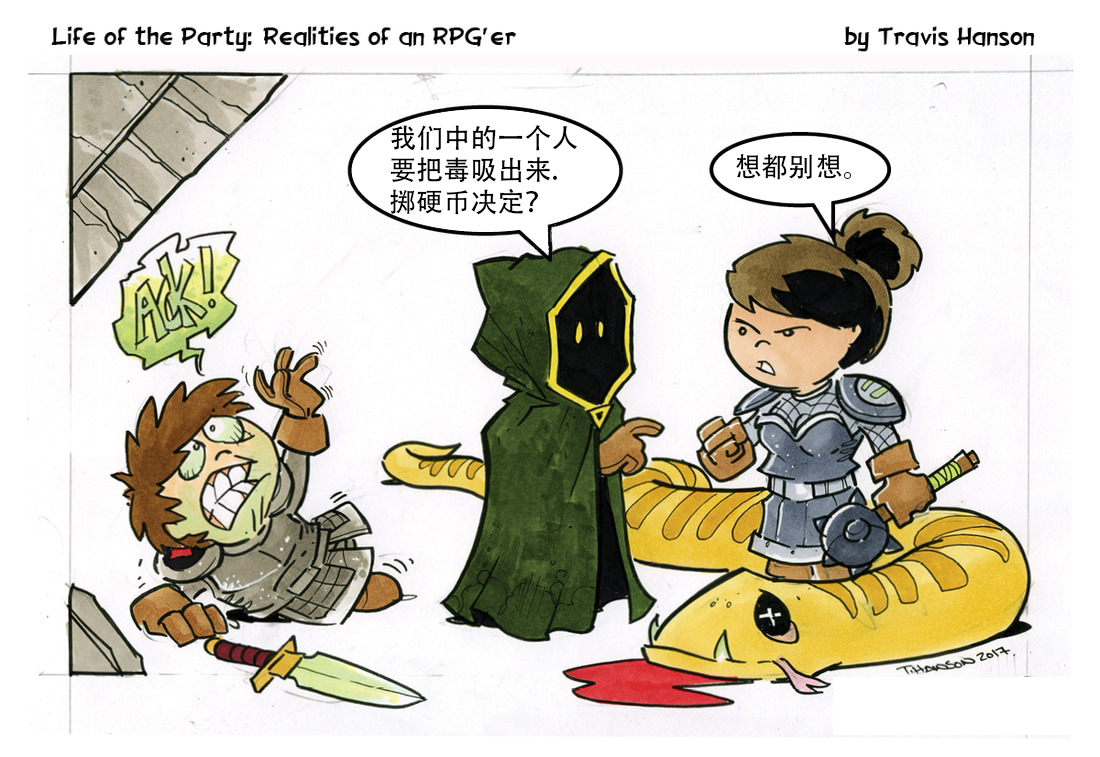 Life of the Party: Realities of an RPG'er
by Travis Hanson
我们中的一个人
要把毒吸出来.
掷硬币决定？
想都别想。
ACK!
T.HANSON 2017.